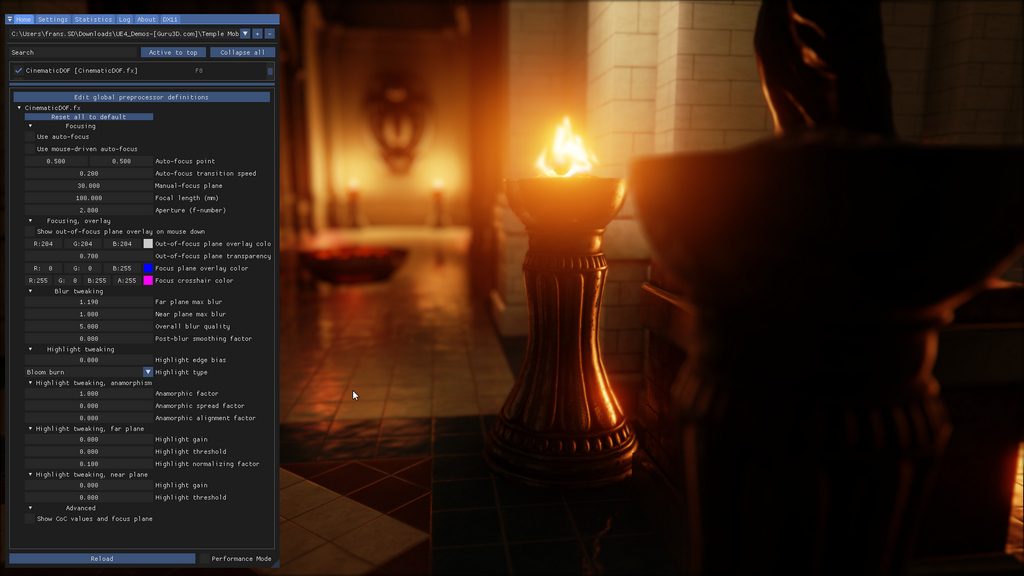 Home Settings Statistics Log About DX11
C:\Users/frans.SD\Downloads\UE4_Demos-[Guru3D.com]\Temple Mob + -
Search Active to top Collapse all
CinematicDOF [CinematicDOF.fx] F8
Edit global preprocessor definitions
CinematicDOF.fx
Reset all to default
Focusing
Use auto-focus
Use mouse-driven auto-focus
0.500 0.500 Auto-focus point
0.200 Auto-focus transition speed
30.000 Manual-focus plane
100.000 Focal length (mm)
2.800 Aperture (f-number)
Focusing, overlay
Show out-of-focus plane overlay on mouse down
R:204 G:204 B:204 Out-of-focus plane overlay colo
0.700 Out-of-focus plane transparency
R: 0 G: 0 B:255 Focus plane overlay color
R:255 G: 0 B:255 A:255 Focus crosshair color
Blur tweaking
1.190 Far plane max blur
1.000 Near plane max blur
5.000 Overall blur quality
0.000 Post-blur smoothing factor
Highlight tweaking
0.000 Highlight edge bias
Bloom burn Highlight type
Highlight tweaking, anamorphism
1.000 Anamorphic factor
0.000 Anamorphic spread factor
0.000 Anamorphic alignment factor
Highlight tweaking, far plane
0.000 Highlight gain
0.000 Highlight threshold
0.100 Highlight normalizing factor
Highlight tweaking, near plane
0.000 Highlight gain
0.000 Highlight threshold
Advanced
Show CoC values and focus plane
Reload Performance Mode